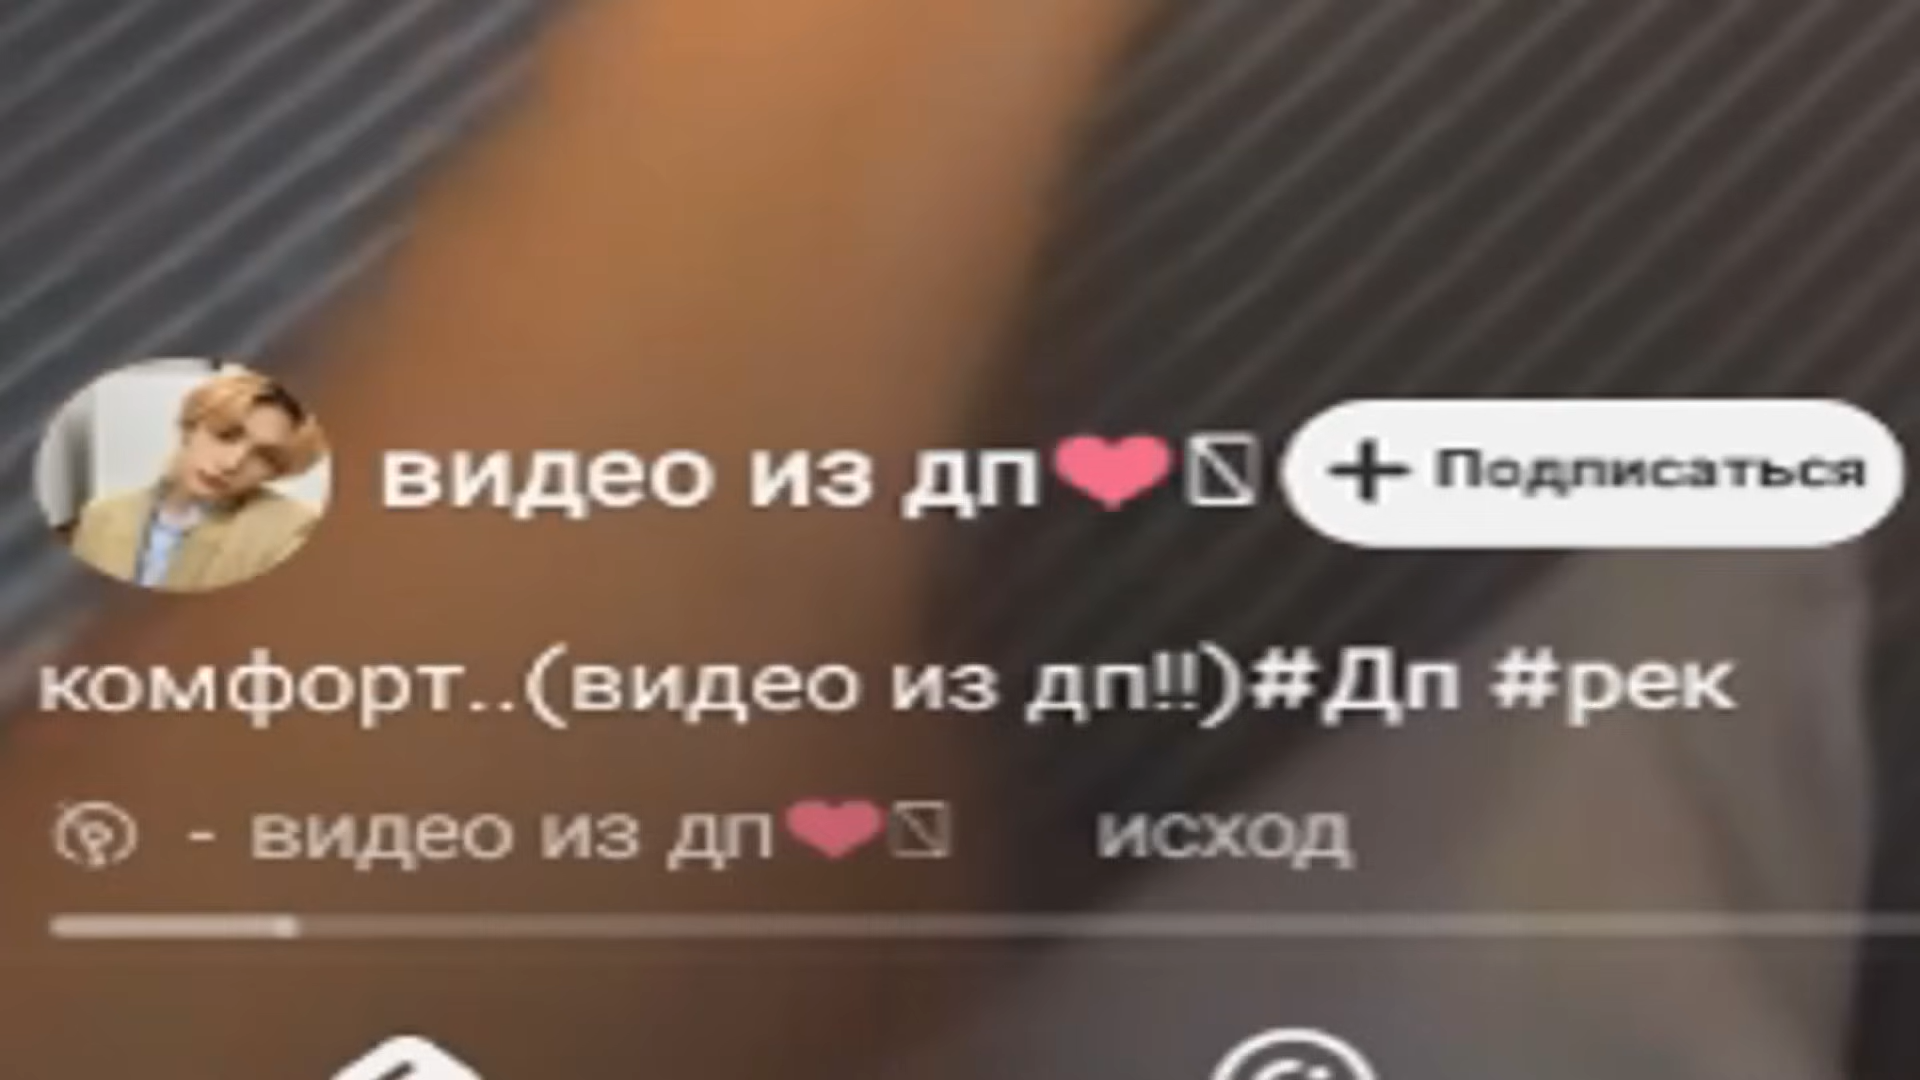 видео из дп❤ + Подписаться
комфорт..(видео из дп!!)#Дп #рек
- видео из дп❤ исход